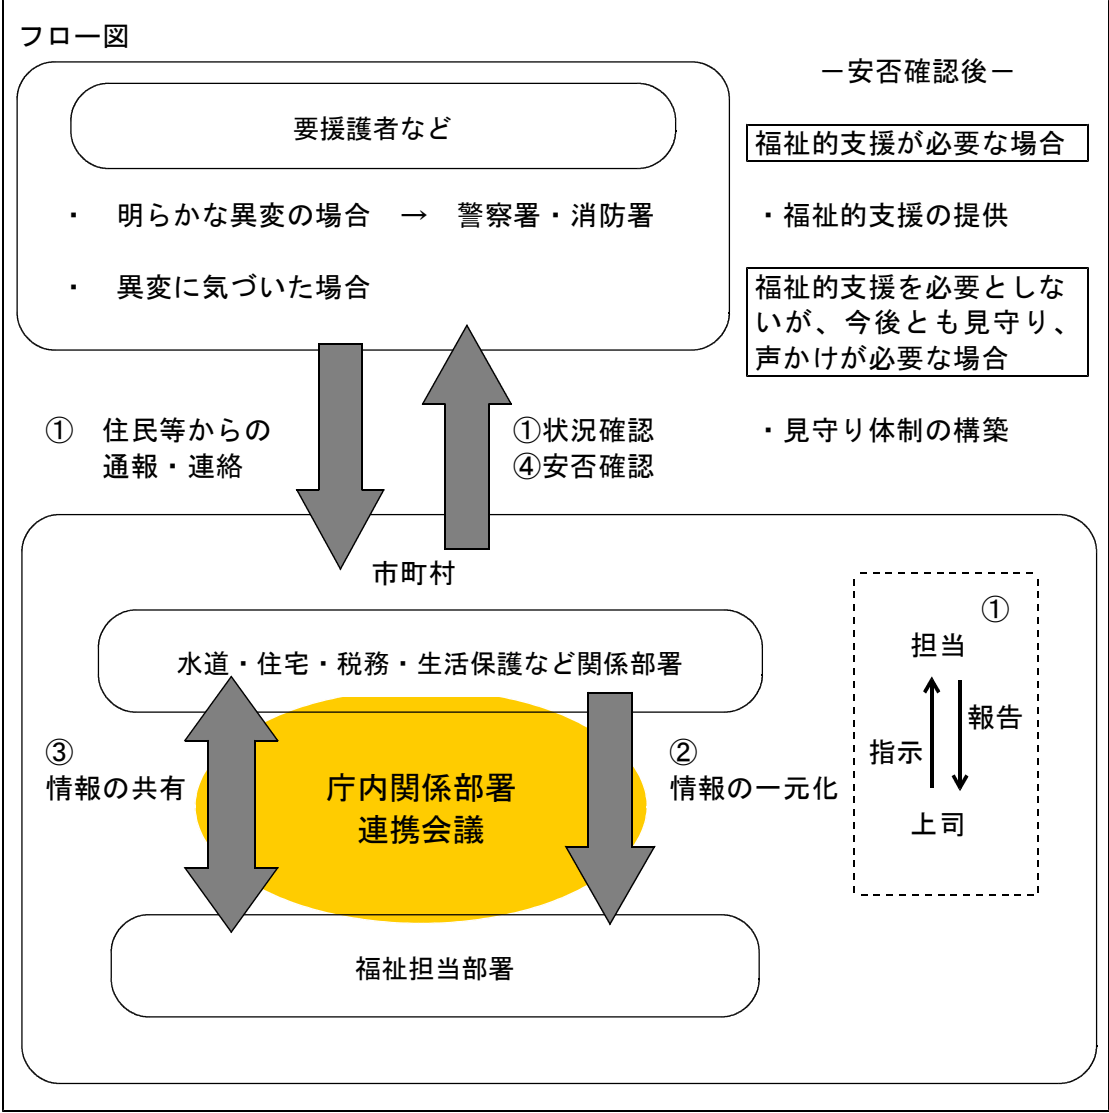 フロー図
要援護者など
・　明らかな異変の場合　→　警察署・消防署
・　異変に気づいた場合
－安否確認後－
福祉的支援が必要な場合
・福祉的支援の提供
福祉的支援を必要としな
いが、今後とも見守り、
声かけが必要な場合
・見守り体制の構築
①　住民等からの
通報・連絡
①状況確認
④安否確認
市町村
水道・住宅・税務・生活保護など関係部署
③
情報の共有
庁内関係部署
連携会議
②
情報の一元化
福祉担当部署
①
担当
指示
報告
上司